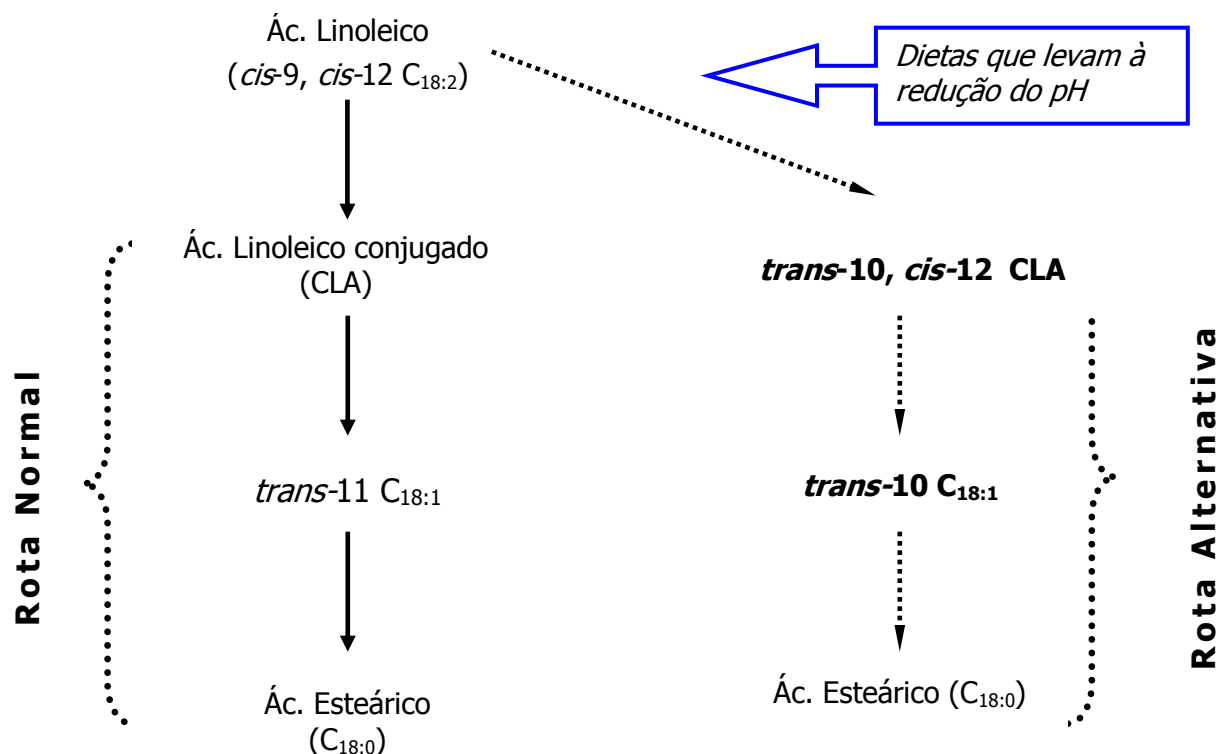 Ác. Linoleico
(cis-9, cis-12 C18:2)
Dietas que levam à
redução do pH
Ác. Linoleico conjugado
(CLA)
trans-10, cis-12 CLA
Rota Normal
trans-11 C18:1
trans-10 C18:1
Rota Alternativa
Ác. Esteárico
(C18:0)
Ác. Esteárico (C18:0)